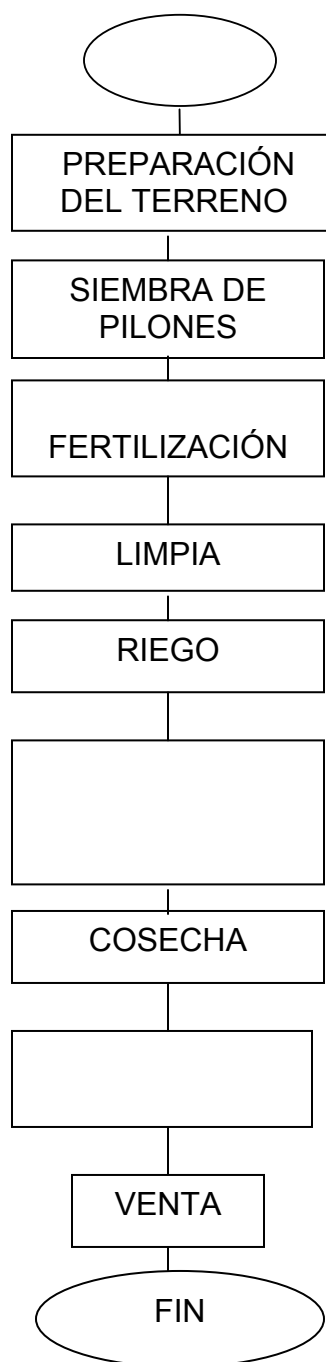 PREPARACIÓN
DEL TERRENO
SIEMBRA DE
PILONES
FERTILIZACIÓN
LIMPIA
RIEGO
COSECHA
VENTA
FIN